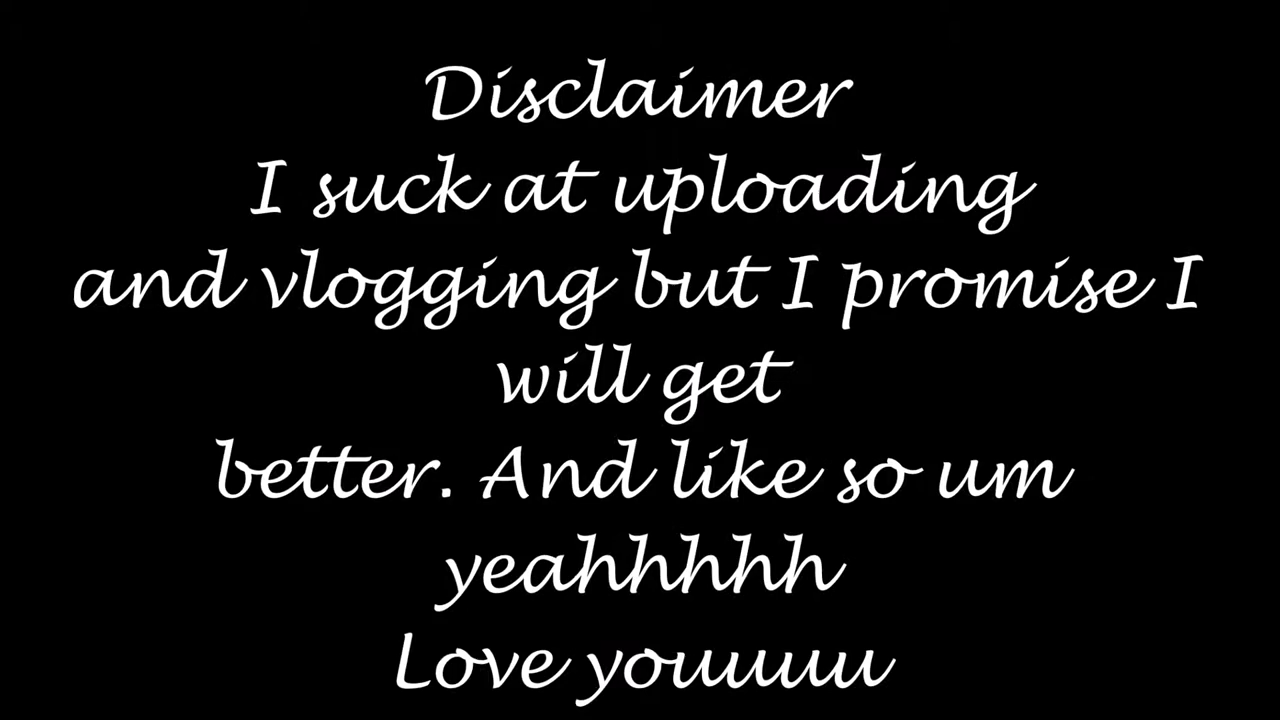 Disclaimer
I suck at uploading
and vlogging but I promise I
will get
better. And like so um
yeahhhhh
Love youuuuu